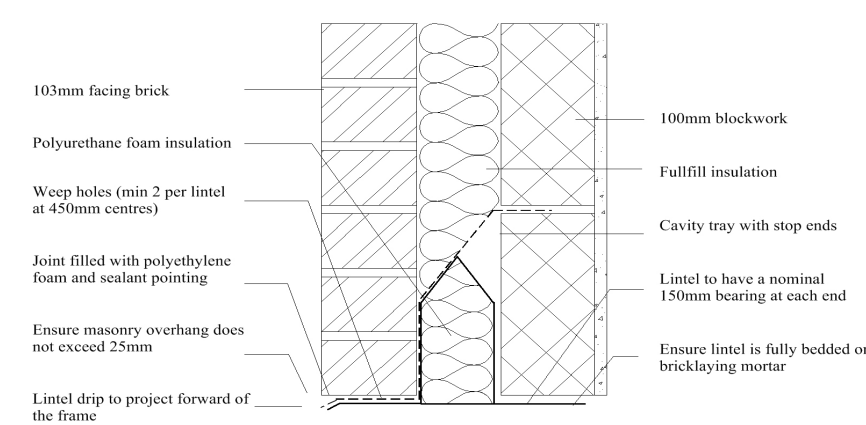 103mm facing brick
Polyurethane foam insulation
Weep holes (min 2 per lintel
at 450mm centres)
Joint filled with polyethylene
foam and sealant pointing
Ensure masonry overhang does
not exceed 25mm
Lintel drip to project forward of
the frame
100mm blockwork
Fullfill insulation
Cavity tray with stop ends
Lintel to have a nominal
150mm bearing at each end
Ensure lintel is fully bedded on
bricklaying mortar